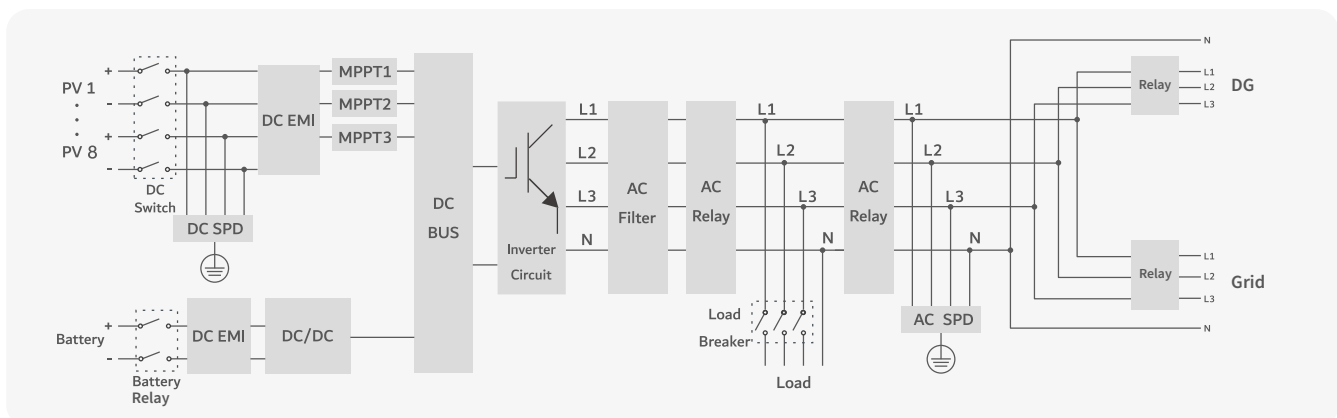 PV 1
+
-
PV 8
+
-
DC
Switch
DC SPD
DC EMI
MPPT1
MPPT2
MPPT3
Battery
+
-
Battery
Relay
DC EMI
DC/DC
DC
BUS
Inverter
Circuit
L1
L2
L3
N
AC
Filter
AC
Relay
L1
L2
L3
N
Load
Breaker
Load
AC
Relay
L1
L2
L3
N
AC SPD
N
Relay
L1
L2
L3
DG
Relay
L1
L2
L3
Grid
N